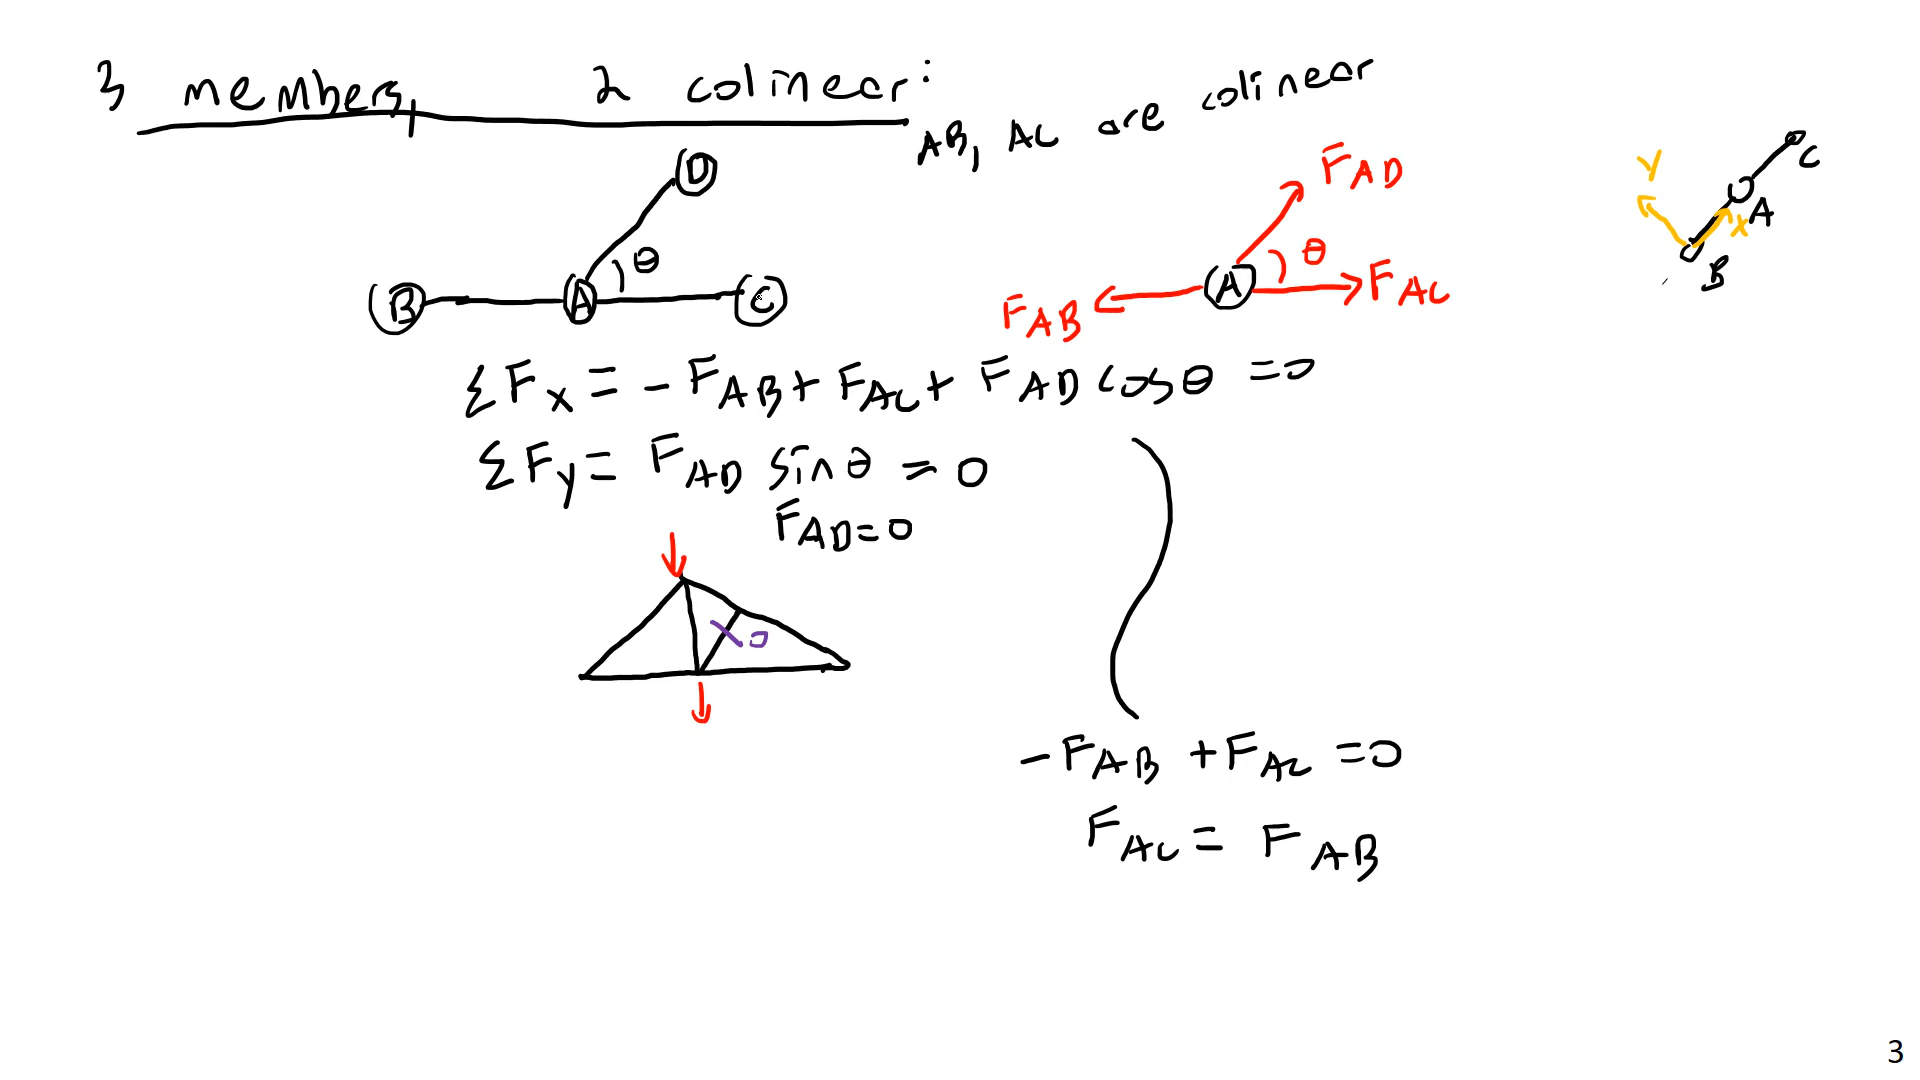 3 members, 2 colinear:
AB, AC are colinear
D
θ
B
A
C
F_AD
θ
A
F_AC
F_AB
Y
C
A
X
B
ΣF_x = - F_AB + F_AC + F_AD cosθ = 0
ΣF_y = F_AD sinθ = 0
F_AD = 0
0
-F_AB + F_AC = 0
F_AC = F_AB
3